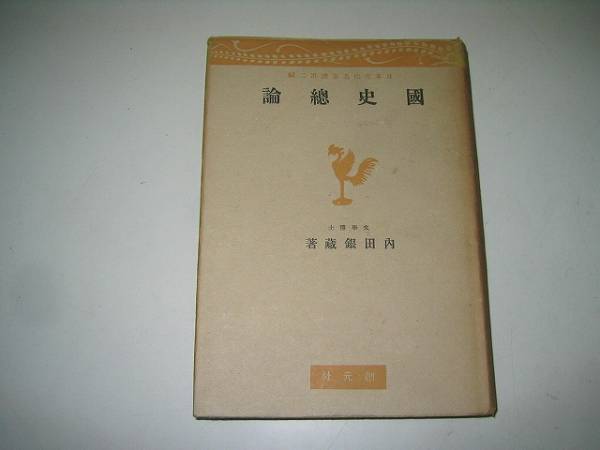 日本文化名著選第二輯
國史總論
文學博士
內田銀藏著
創元社